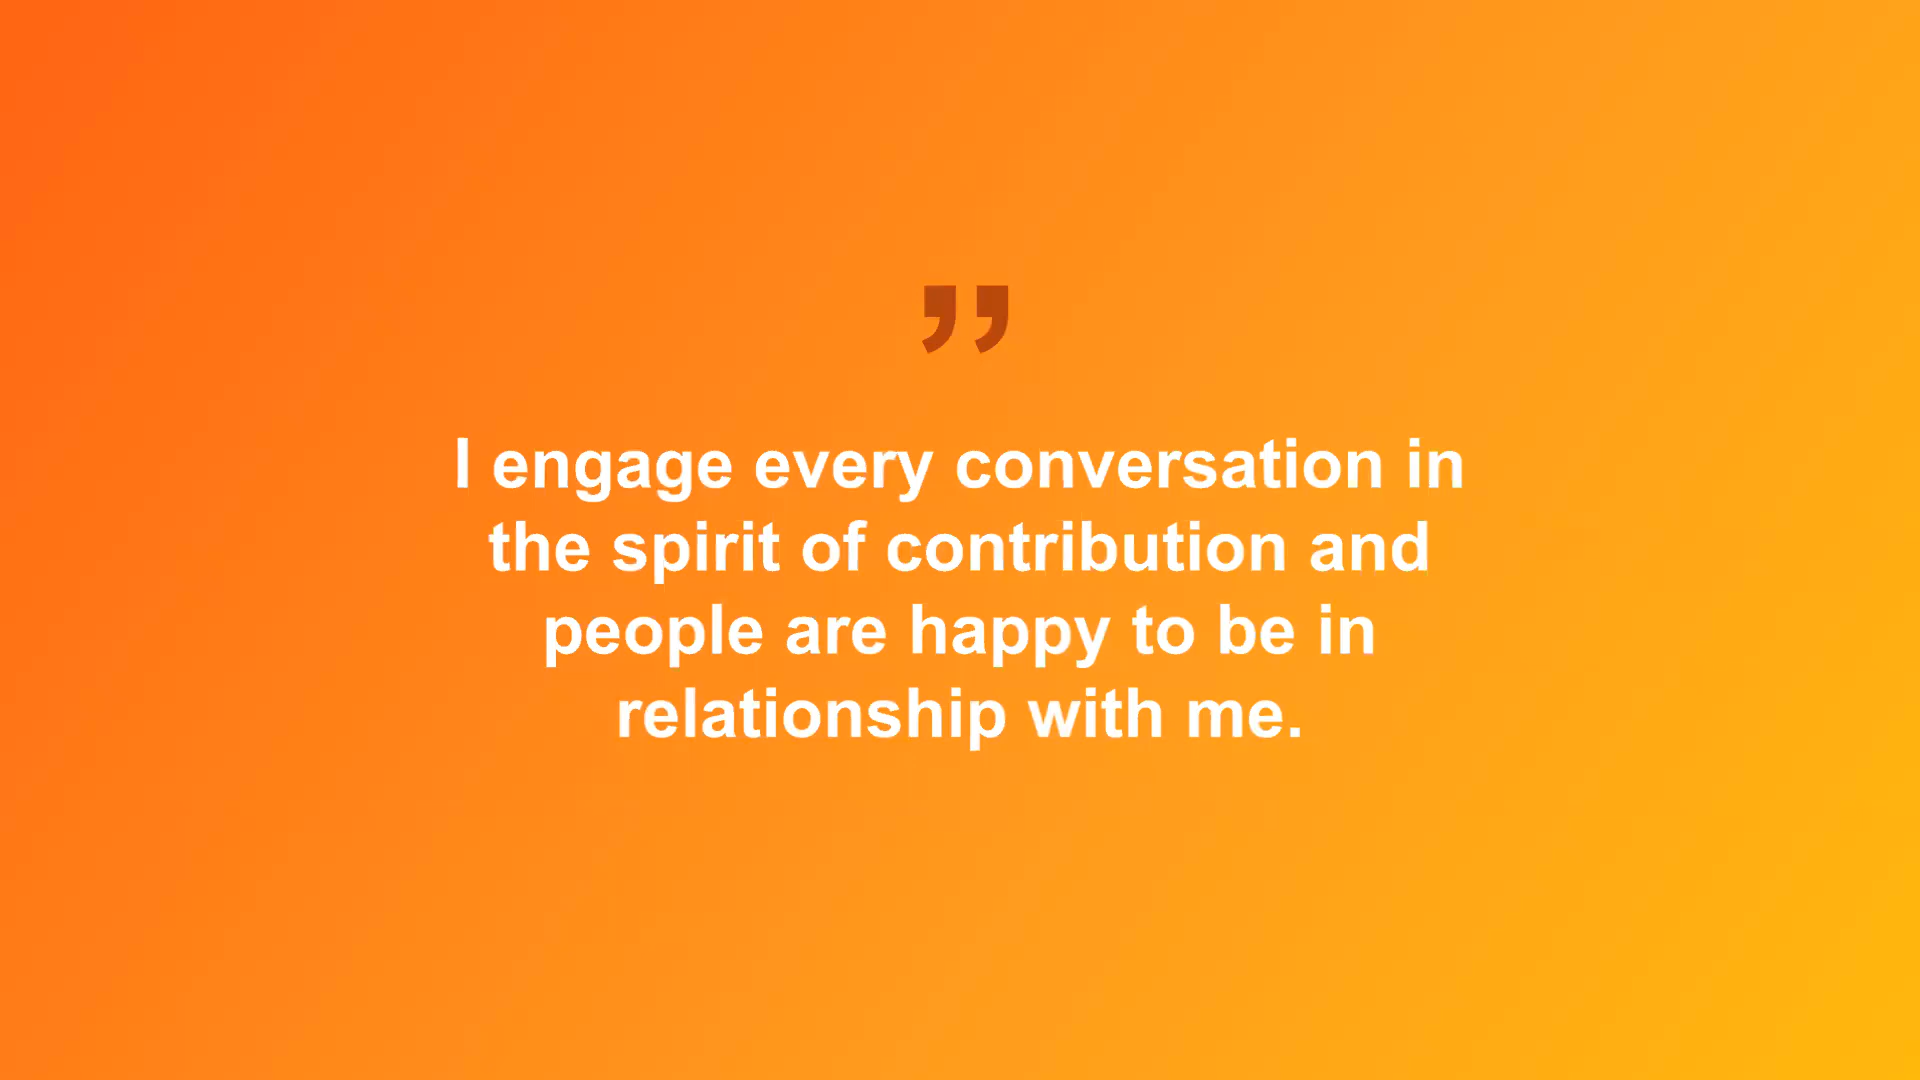 ”
I engage every conversation in
the spirit of contribution and
people are happy to be in
relationship with me.